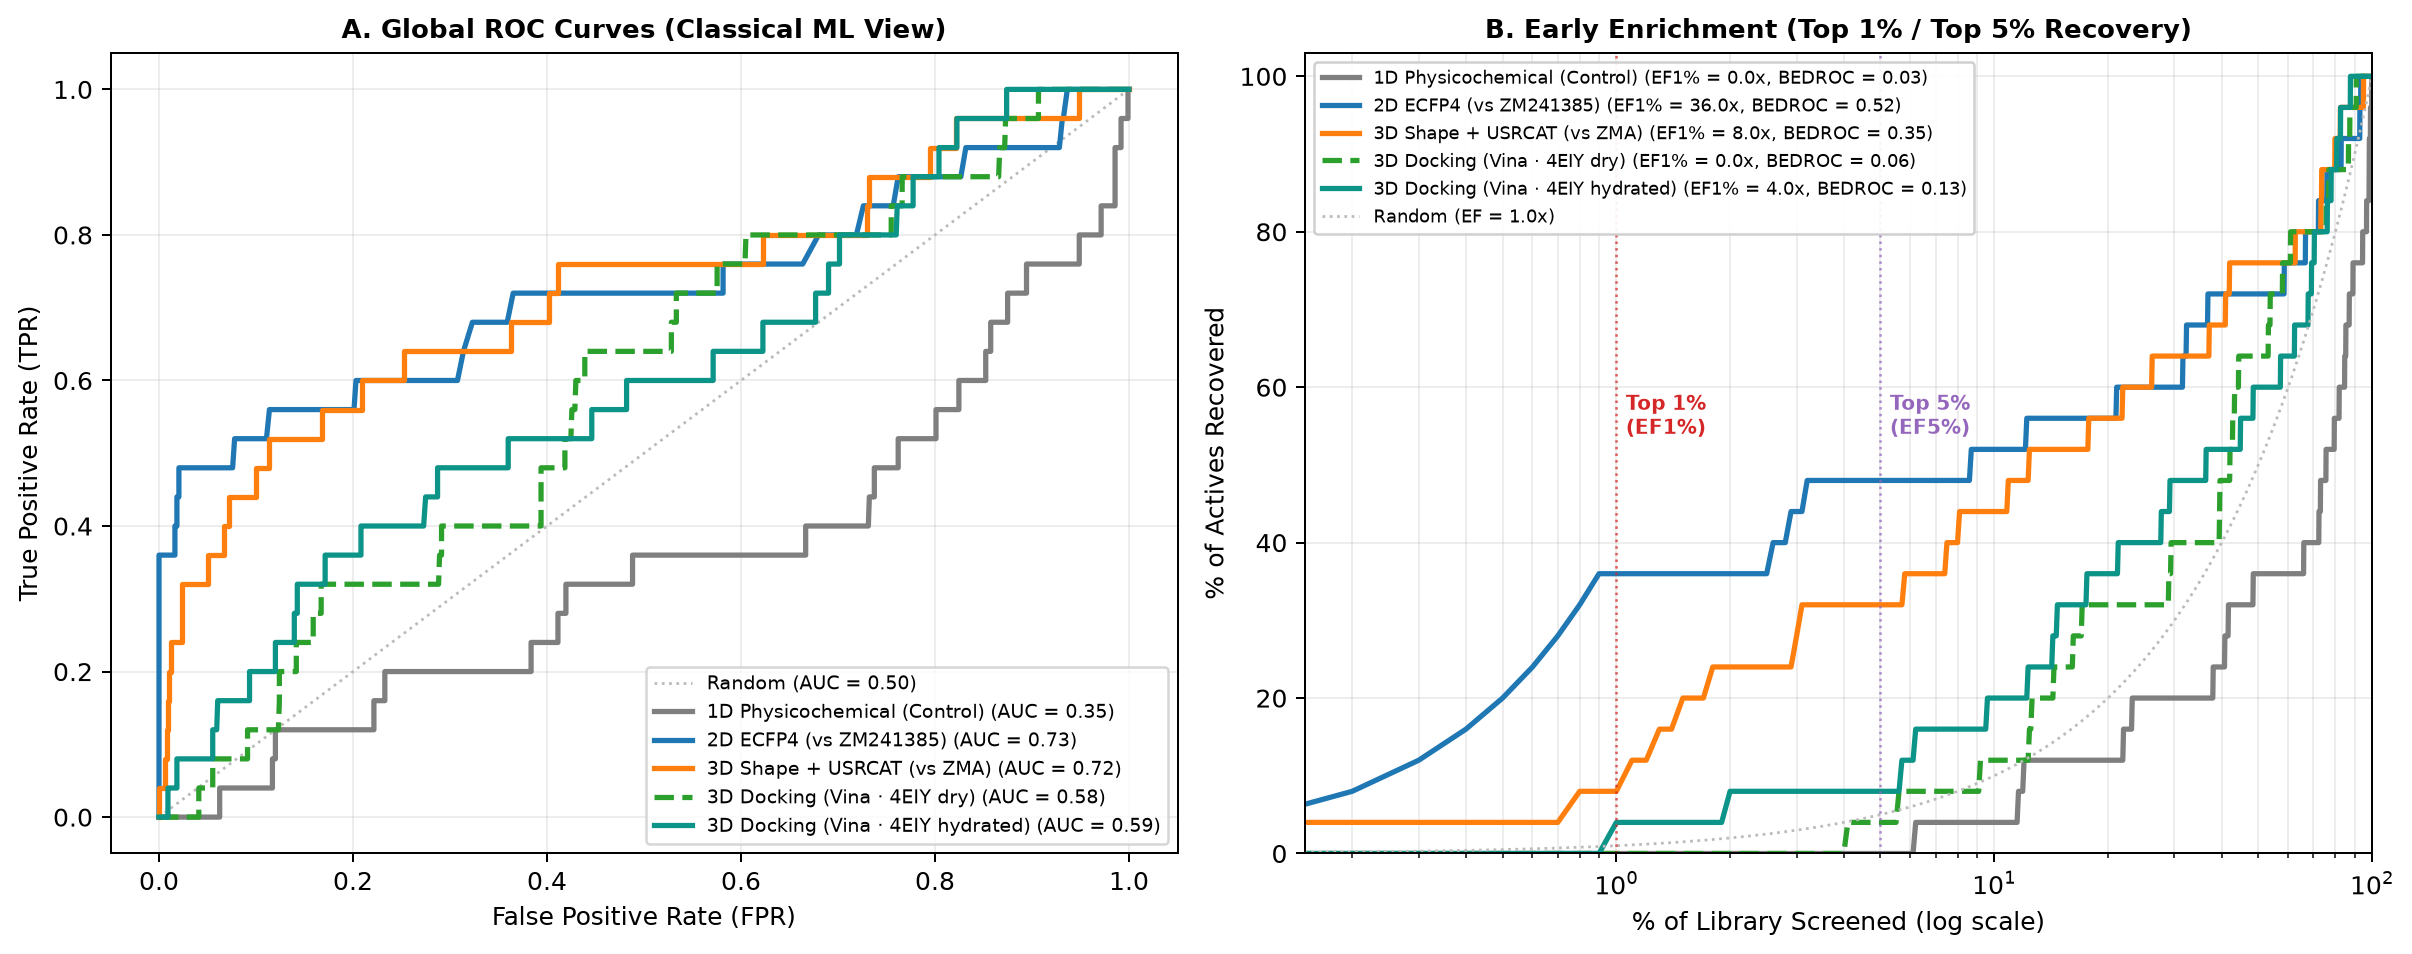 A. Global ROC Curves (Classical ML View)
True Positive Rate (TPR)
1.0
0.8
0.6
0.4
0.2
0.0
Random (AUC = 0.50)
1D Physicochemical (Control) (AUC = 0.35)
2D ECFP4 (vs ZM241385) (AUC = 0.73)
3D Shape + USRCAT (vs ZMA) (AUC = 0.72)
3D Docking (Vina · 4EIY dry) (AUC = 0.58)
3D Docking (Vina · 4EIY hydrated) (AUC = 0.59)
0.0 0.2 0.4 0.6 0.8 1.0
False Positive Rate (FPR)
B. Early Enrichment (Top 1% / Top 5% Recovery)
% of Actives Recovered
100
80
60
40
20
0
1D Physicochemical (Control) (EF1% = 0.0x, BEDROC = 0.03)
2D ECFP4 (vs ZM241385) (EF1% = 36.0x, BEDROC = 0.52)
3D Shape + USRCAT (vs ZMA) (EF1% = 8.0x, BEDROC = 0.35)
3D Docking (Vina · 4EIY dry) (EF1% = 0.0x, BEDROC = 0.06)
3D Docking (Vina · 4EIY hydrated) (EF1% = 4.0x, BEDROC = 0.13)
Random (EF = 1.0x)
Top 1%
(EF1%)
Top 5%
(EF5%)
10⁰ 10¹ 10²
% of Library Screened (log scale)